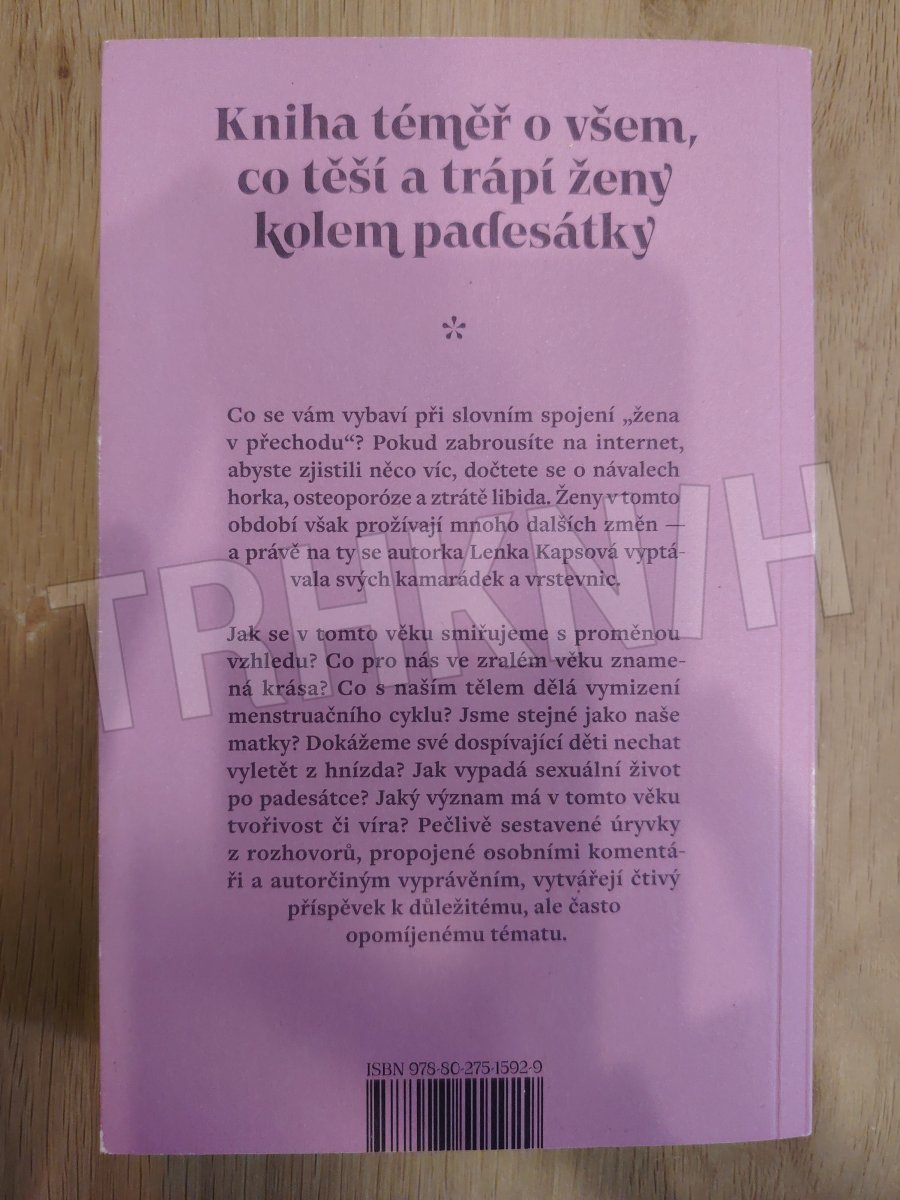 Kniha téměř o všem,
co těší a trápí ženy
kolem padesátky
*
Co se vám vybaví při slovním spojení „žena
v přechodu“? Pokud zabrousíte na internet,
abyste zjistili něco víc, dočtete se o návalech
horka, osteoporóze a ztrátě libida. Ženy v tomto
období však prožívají mnoho dalších změn —
a právě na ty se autorka Lenka Kapsová vyptá-
vala svých kamarádek a vrstevnic.
TRHKNIH
Jak se v tomto věku smiřujeme s proměnou
vzhledu? Co pro nás ve zralém věku zname-
ná krása? Co s naším tělem dělá vymizení
menstruačního cyklu? Jsme stejné jako naše
matky? Dokážeme své dospívající děti nechat
vyletět z hnízda? Jak vypadá sexuální život
po padesátce? Jaký význam má v tomto věku
tvořivost či víra? Pečlivě sestavené úryvky
z rozhovorů, propojené osobními komentá-
ři a autorčiným vyprávěním, vytvářejí čtivý
příspěvek k důležitému, ale často
opomíjenému tématu.
ISBN 978-80-275-1592-9